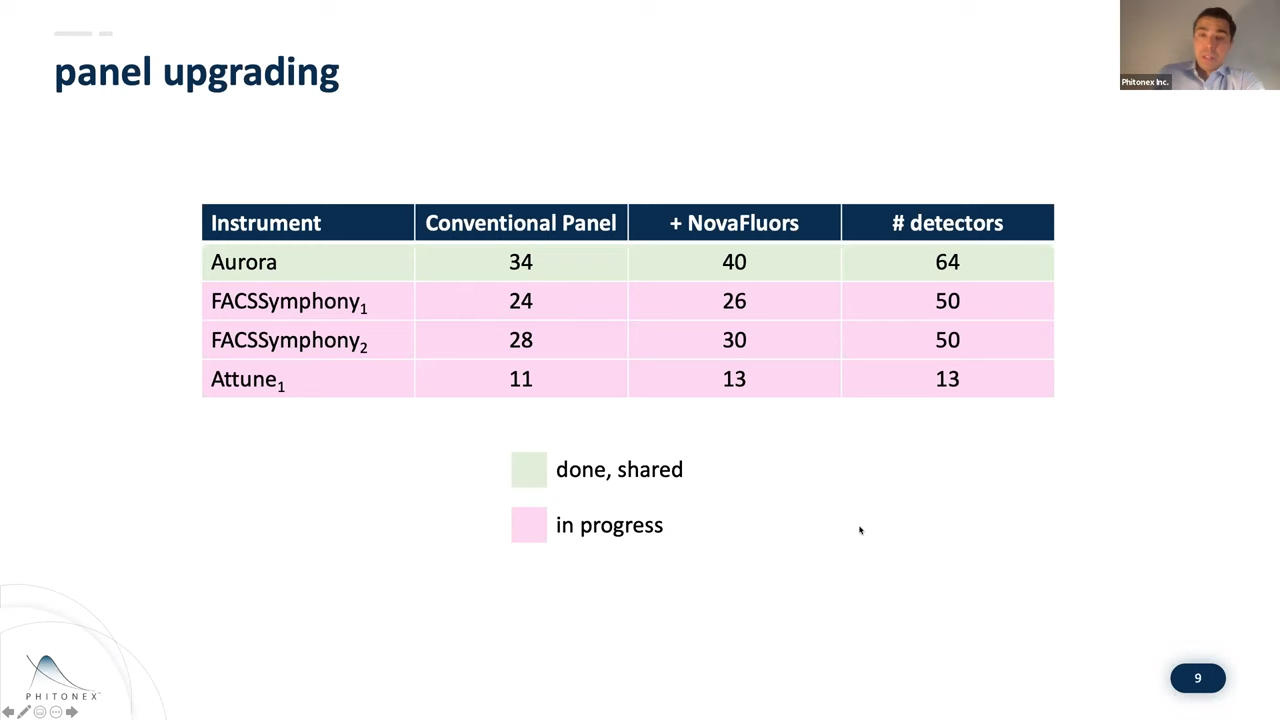 panel upgrading
Phitonex Inc.
Instrument Conventional Panel + NovaFluors # detectors
Aurora 34 40 64
FACSSymphony1 24 26 50
FACSSymphony2 28 30 50
Attune1 11 13 13
done, shared
in progress
PHITONEX
9